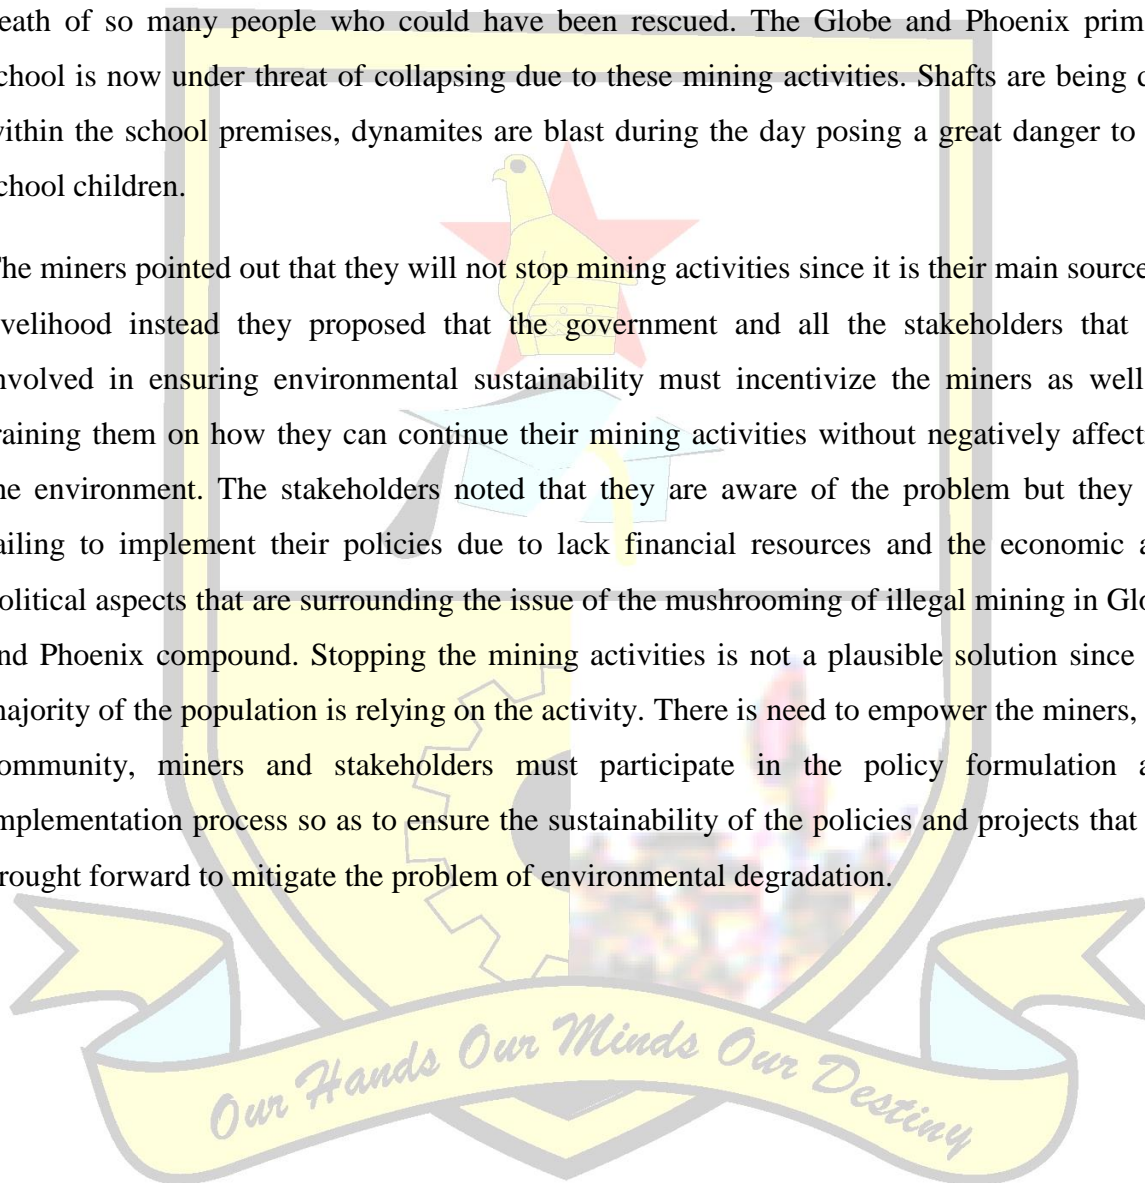 eath of so many people who could have been rescued. The Globe and Phoenix prim
chool is now under threat of collapsing due to these mining activities. Shafts are being d
ithin the school premises, dynamites are blast during the day posing a great danger to
chool children.
he miners pointed out that they will not stop mining activities since it is their main source
velihood instead they proposed that the government and all the stakeholders that
nvolved in ensuring environmental sustainability must incentivize the miners as well
raining them on how they can continue their mining activities without negatively affect
he environment. The stakeholders noted that they are aware of the problem but they
ailing to implement their policies due to lack financial resources and the economic a
olitical aspects that are surrounding the issue of the mushrooming of illegal mining in Glo
nd Phoenix compound. Stopping the mining activities is not a plausible solution since
ajority of the population is relying on the activity. There is need to empower the miners,
ommunity, miners and stakeholders must participate in the policy formulation a
mplementation process so as to ensure the sustainability of the policies and projects that
rought forward to mitigate the problem of environmental degradation.
Our Hands Our Minds Our Destiny